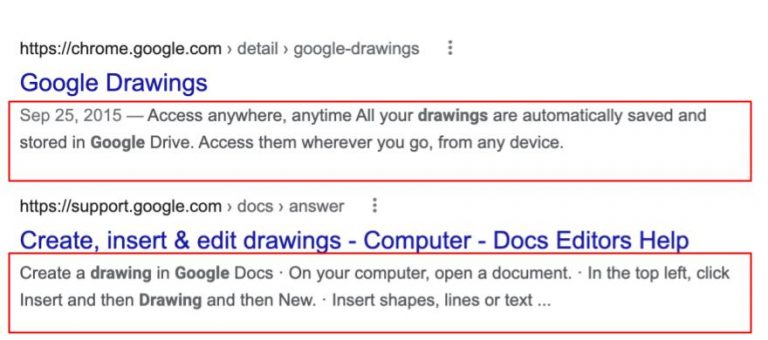 https://chrome.google.com › detail › google-drawings
Google Drawings
Sep 25, 2015 — Access anywhere, anytime All your drawings are automatically saved and
stored in Google Drive. Access them wherever you go, from any device.
https://support.google.com › docs › answer
Create, insert & edit drawings - Computer - Docs Editors Help
Create a drawing in Google Docs · On your computer, open a document. · In the top left, click
Insert and then Drawing and then New. · Insert shapes, lines or text ...